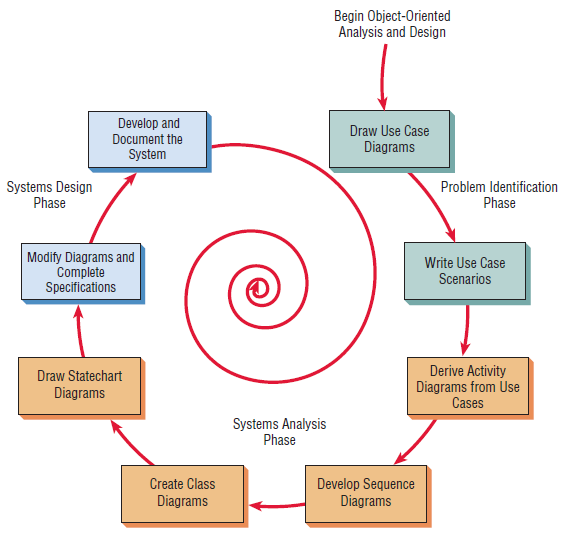 Begin Object-Oriented
Analysis and Design
Draw Use Case
Diagrams
Problem Identification
Phase
Write Use Case
Scenarios
Derive Activity
Diagrams from Use
Cases
Systems Analysis
Phase
Develop Sequence
Diagrams
Create Class
Diagrams
Draw Statechart
Diagrams
Modify Diagrams and
Complete
Specifications
Systems Design
Phase
Develop and
Document the
System